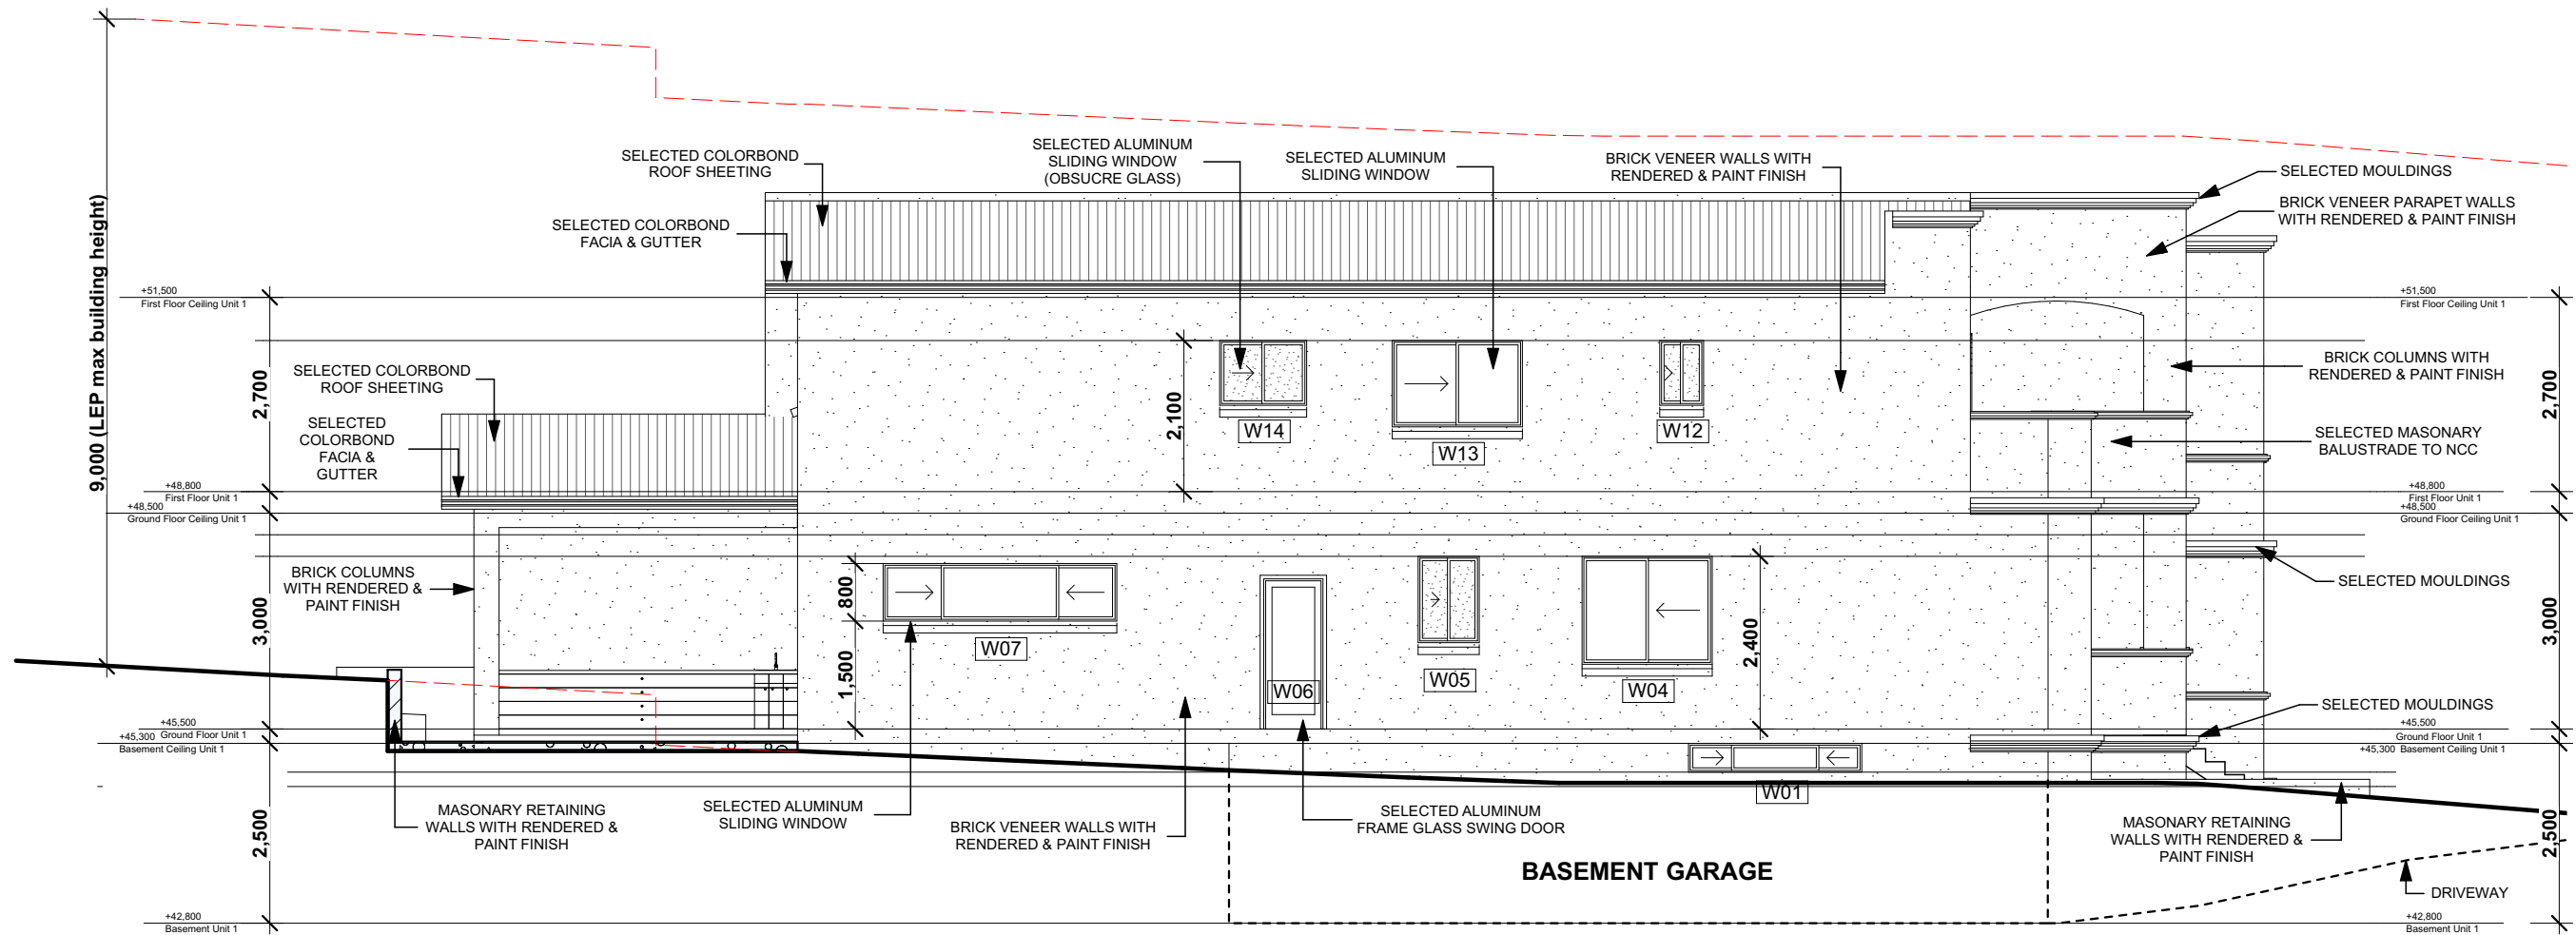 9,000 (LEP max building height)
SELECTED COLORBOND
ROOF SHEETING
SELECTED COLORBOND
FACIA & GUTTER
SELECTED ALUMINUM
SLIDING WINDOW
(OBSUCRE GLASS)
SELECTED ALUMINUM
SLIDING WINDOW
BRICK VENEER WALLS WITH
RENDERED & PAINT FINISH
SELECTED MOULDINGS
BRICK VENEER PARAPET WALLS
WITH RENDERED & PAINT FINISH
+51,500
First Floor Ceiling Unit 1
+51,500
First Floor Ceiling Unit 1
2,700
SELECTED COLORBOND
ROOF SHEETING
SELECTED
COLORBOND
FACIA &
GUTTER
2,100
W14
W13
W12
BRICK COLUMNS WITH
RENDERED & PAINT FINISH
SELECTED MASONARY
BALUSTRADE TO NCC
2,700
+48,800
First Floor Unit 1
+48,500
Ground Floor Ceiling Unit 1
+48,800
First Floor Unit 1
+48,500
Ground Floor Ceiling Unit 1
3,000
BRICK COLUMNS
WITH RENDERED &
PAINT FINISH
800
1,500
W07
W06
W05
W04
2,400
SELECTED MOULDINGS
3,000
SELECTED MOULDINGS
+45,500
Ground Floor Unit 1
+45,300
Basement Ceiling Unit 1
+45,500
Ground Floor Unit 1
+45,300 Basement Ceiling Unit 1
2,500
MASONARY RETAINING
WALLS WITH RENDERED &
PAINT FINISH
SELECTED ALUMINUM
SLIDING WINDOW
BRICK VENEER WALLS WITH
RENDERED & PAINT FINISH
SELECTED ALUMINUM
FRAME GLASS SWING DOOR
W01
MASONARY RETAINING
WALLS WITH RENDERED &
PAINT FINISH
2,500
BASEMENT GARAGE
DRIVEWAY
+42,800
Basement Unit 1
+42,800
Basement Unit 1